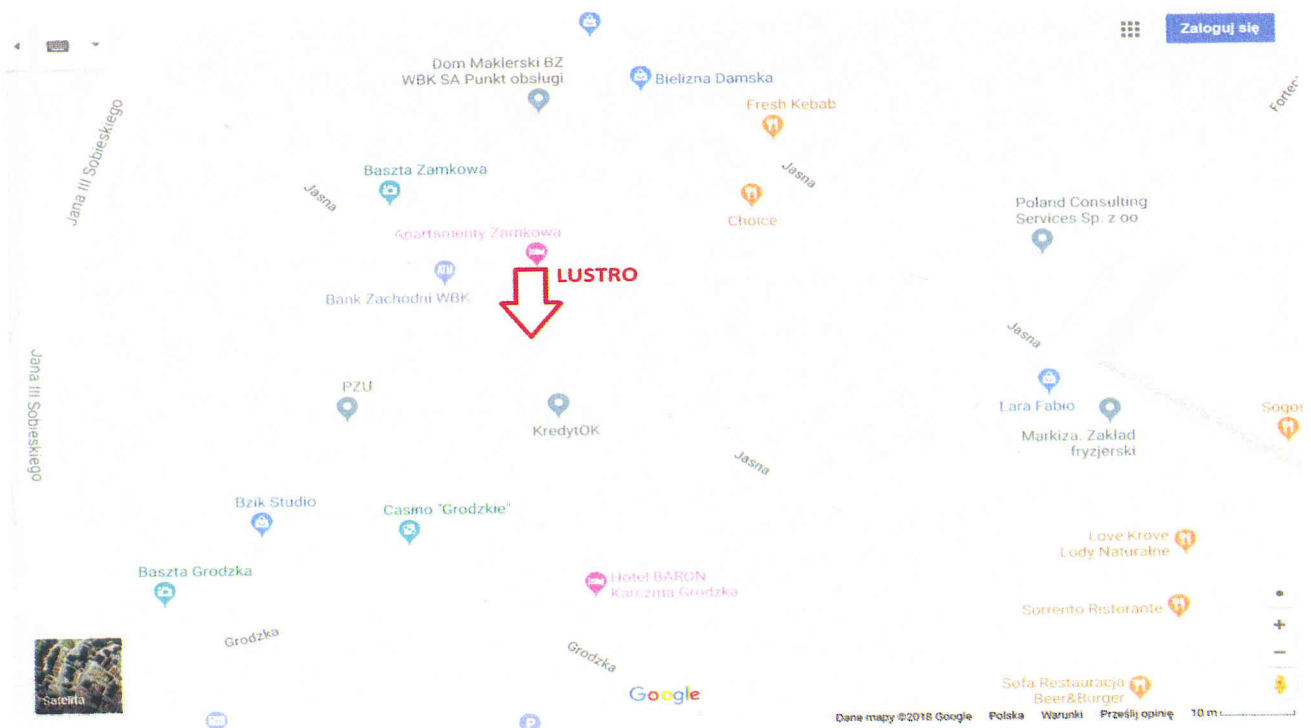 Zaloguj się
Dom Maklerski BZ
WBK SA Punkt obsługi
Bielizna Damska
Fresh Kebab
Jana III Sobieskiego
Baszta Zamkowa
Jasna
Jasna
Choice
Poland Consulting
Services Sp. z oo
Apartamenty Zamkowa
LUSTRO
Bank Zachodni WBK
ATM
Jasna
Jana III Sobieskiego
PZU
KredytOK
Lara Fabio
Markiza. Zakład
fryzjerski
Jasna
Bzik Studio
Casino "Grodzkie"
Love Krove
Lody Naturalne
Baszta Grodzka
Hotel BARON
Karczma Grodzka
Sorrento Ristorante
Grodzka
Grodzka
Satelita
Google
Sofa Restauracja
Beer&Burger
Dane mapy ©2018 Google Polska Warunki Prześlij opinię 10 m